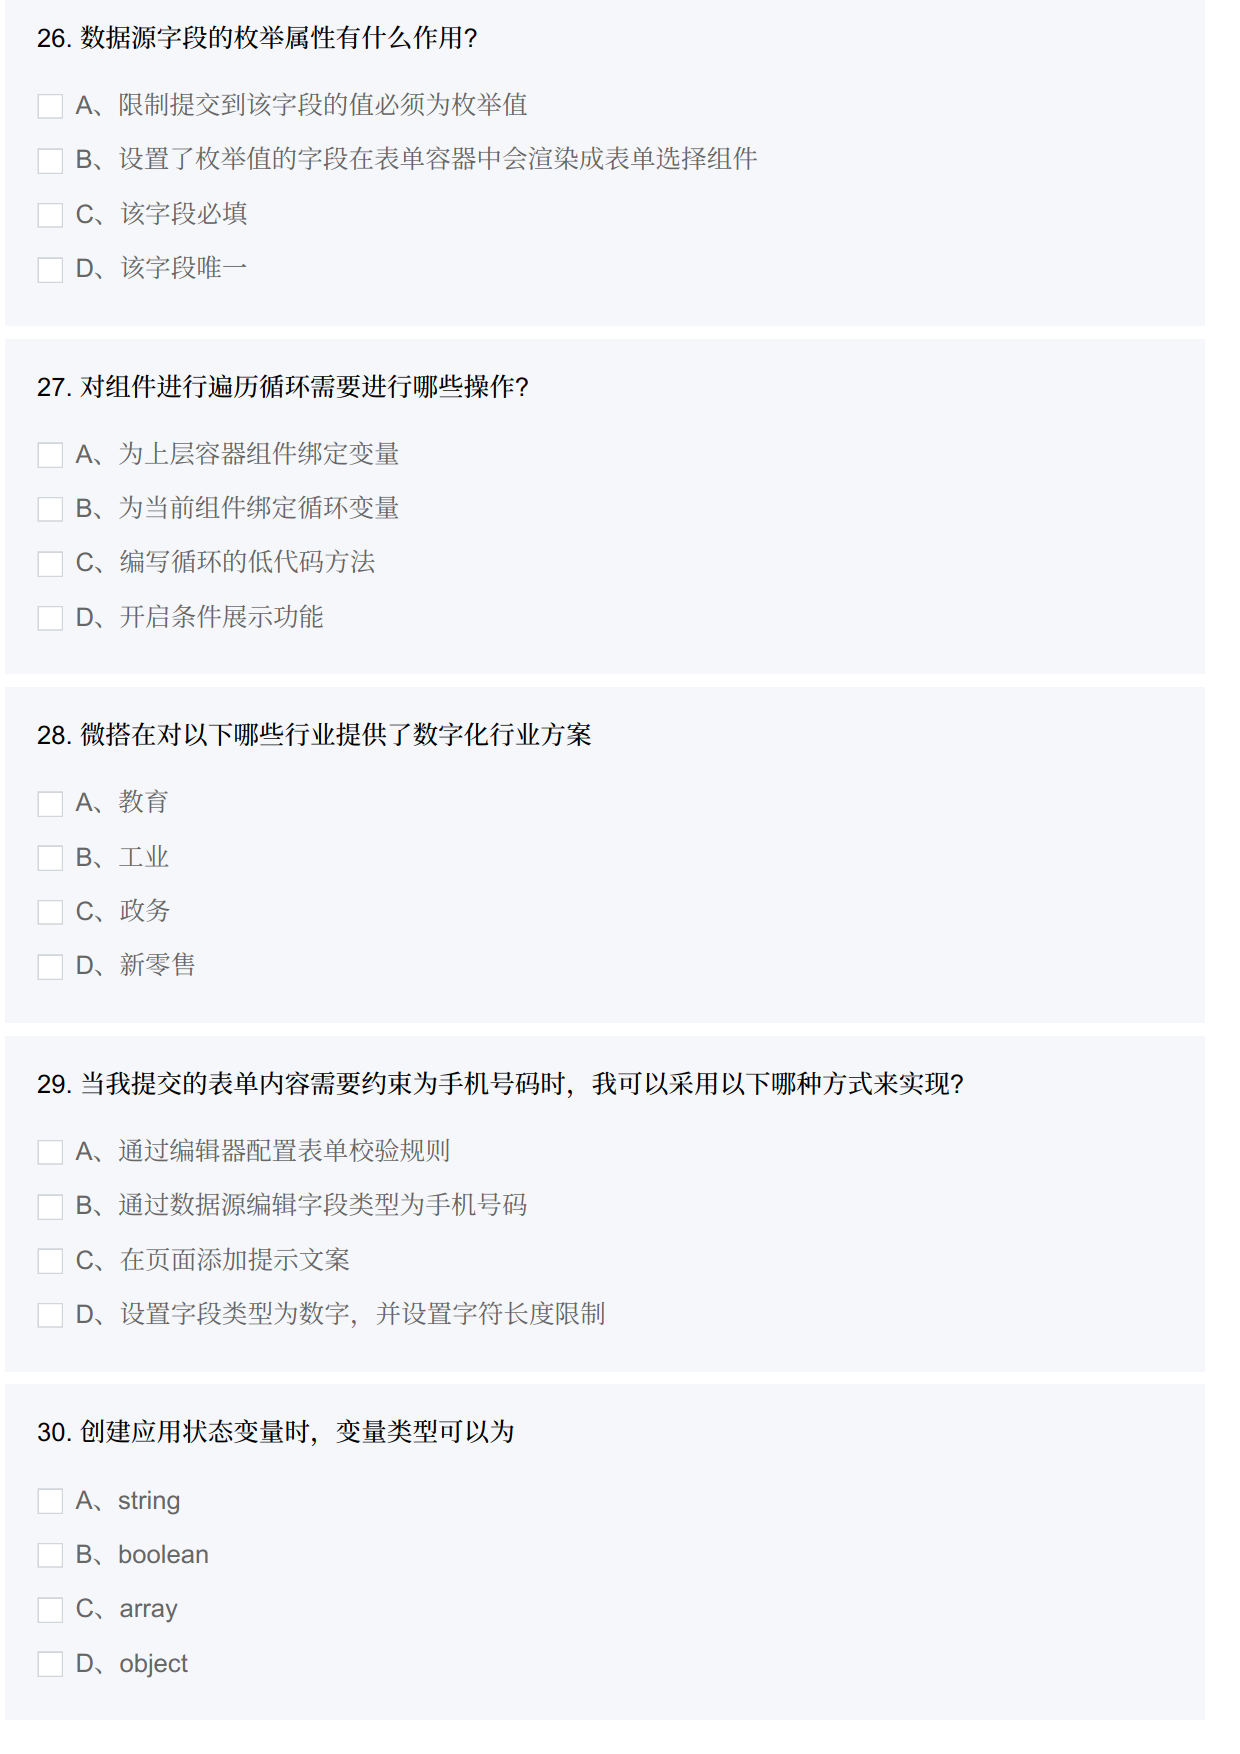 26. 数据源字段的枚举属性有什么作用?
A、限制提交到该字段的值必须为枚举值
B、设置了枚举值的字段在表单容器中会渲染成表单选择组件
C、该字段必填
D、该字段唯一
27. 对组件进行遍历循环需要进行哪些操作?
A、为上层容器组件绑定变量
B、为当前组件绑定循环变量
C、编写循环的低代码方法
D、开启条件展示功能
28. 微搭在对以下哪些行业提供了数字化行业方案
A、教育
B、工业
C、政务
D、新零售
29. 当我提交的表单内容需要约束为手机号码时，我可以采用以下哪种方式来实现?
A、通过编辑器配置表单校验规则
B、通过数据源编辑字段类型为手机号码
C、在页面添加提示文案
D、设置字段类型为数字，并设置字符长度限制
30. 创建应用状态变量时，变量类型可以为
A、string
B、boolean
C、array
D、object